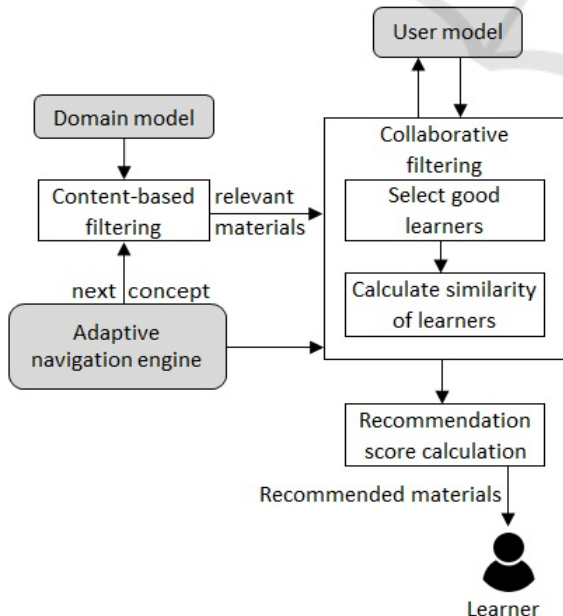 User model
Domain model
Collaborative
filtering
Content-based
filtering
relevant
materials
Select good
learners
next concept
Calculate similarity
of learners
Adaptive
navigation engine
Recommendation
score calculation
Recommended materials
Learner